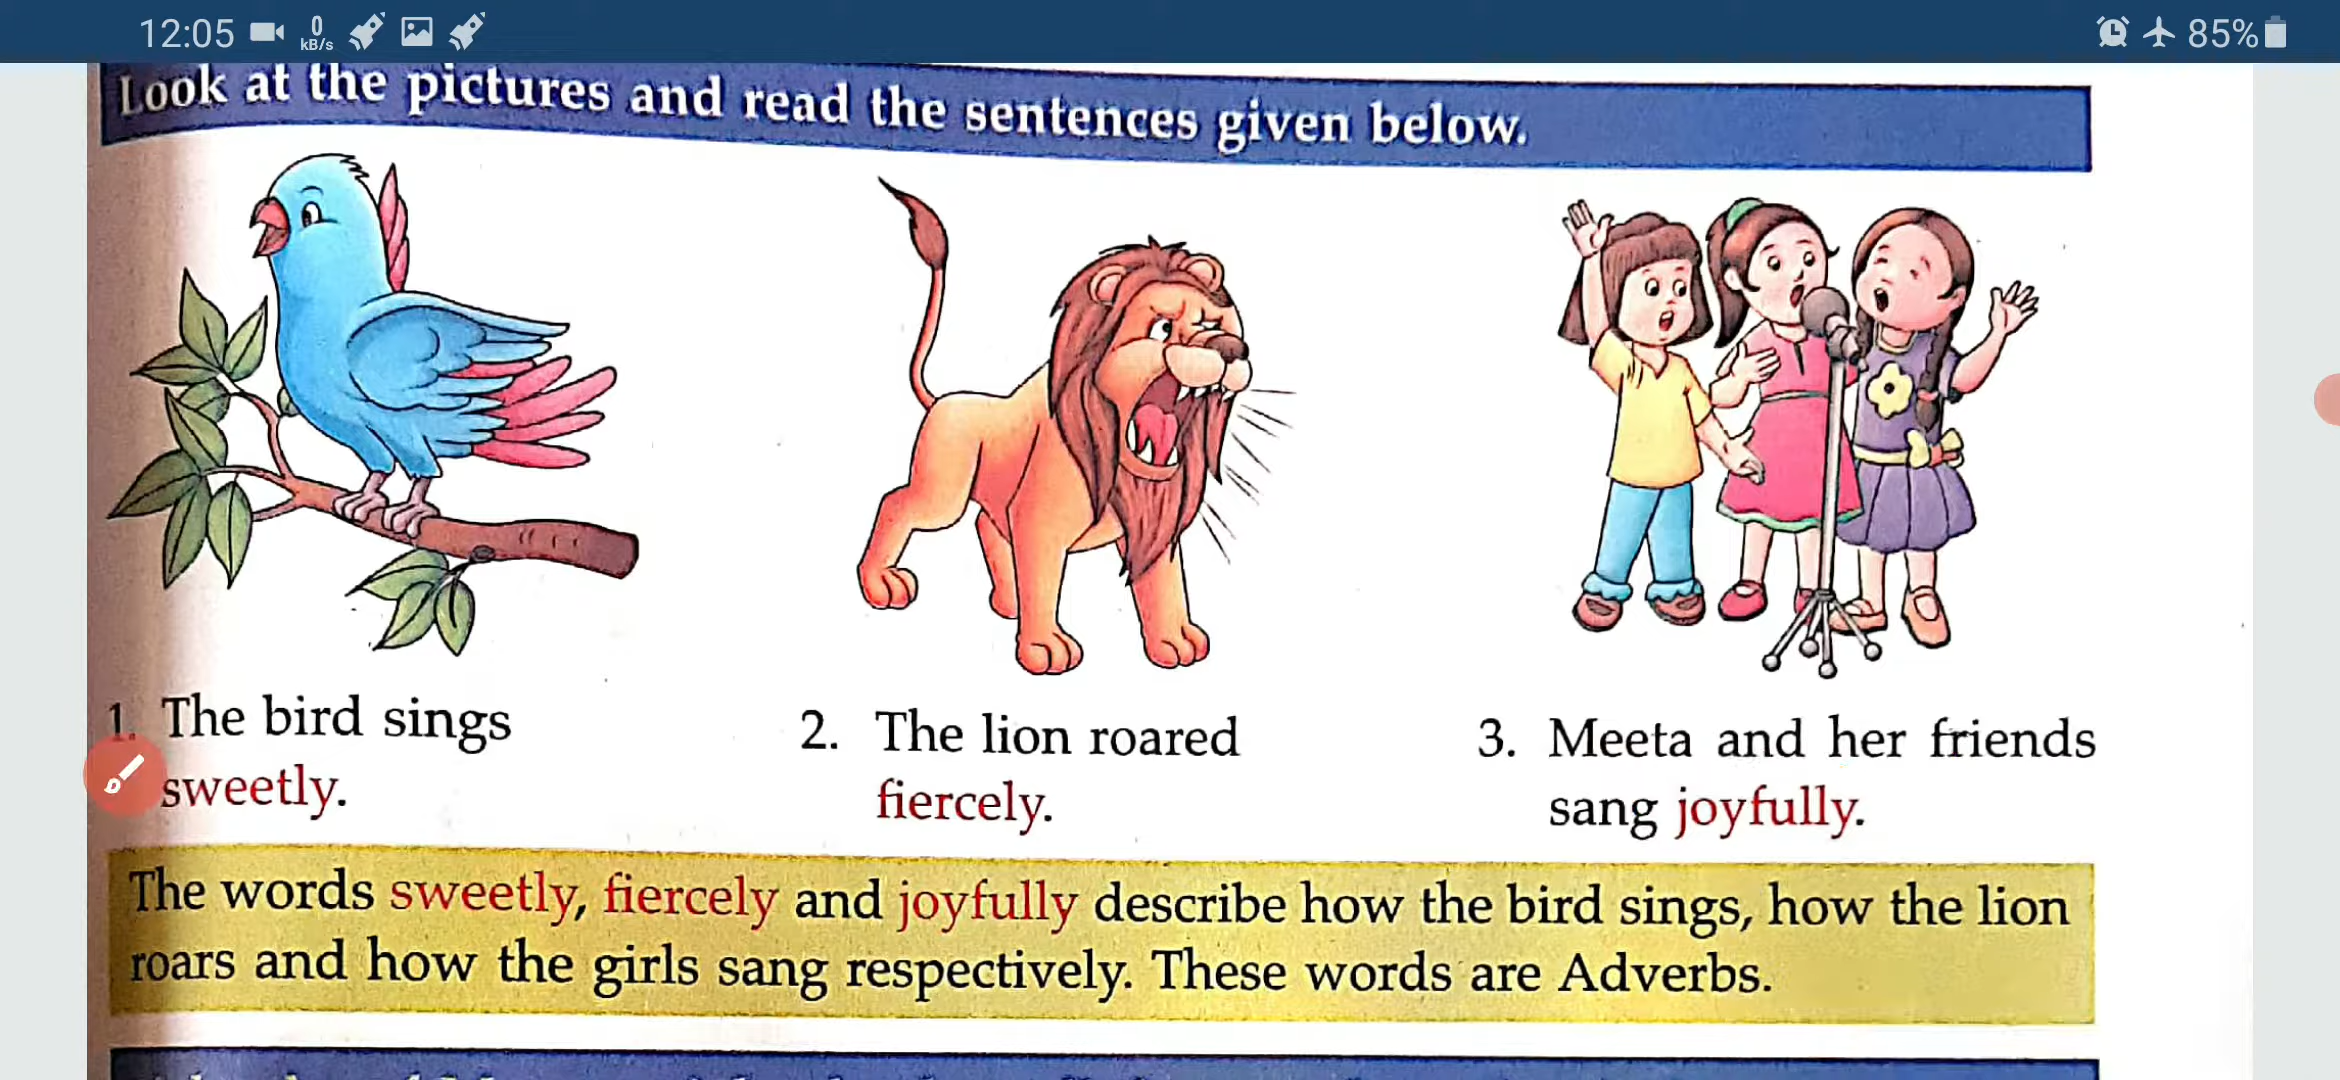 12:05
0
kB/s
85%
Look at the pictures and read the sentences given below.
1. The bird sings
sweetly.
2. The lion roared
fiercely.
3. Meeta and her friends
sang joyfully.
The words sweetly, fiercely and joyfully describe how the bird sings, how the lion
roars and how the girls sang respectively. These words are Adverbs.